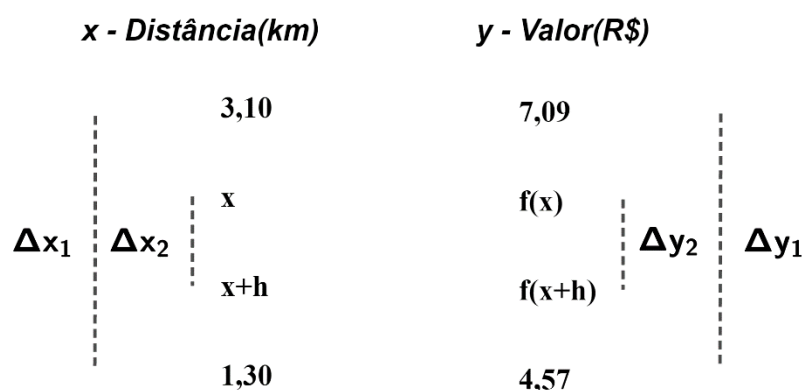 x - Distância(km) y - Valor(R$)
3,10 7,09
x f(x)
Δx₁ Δx₂ Δy₂ Δy₁
x+h f(x+h)
1,30 4,57